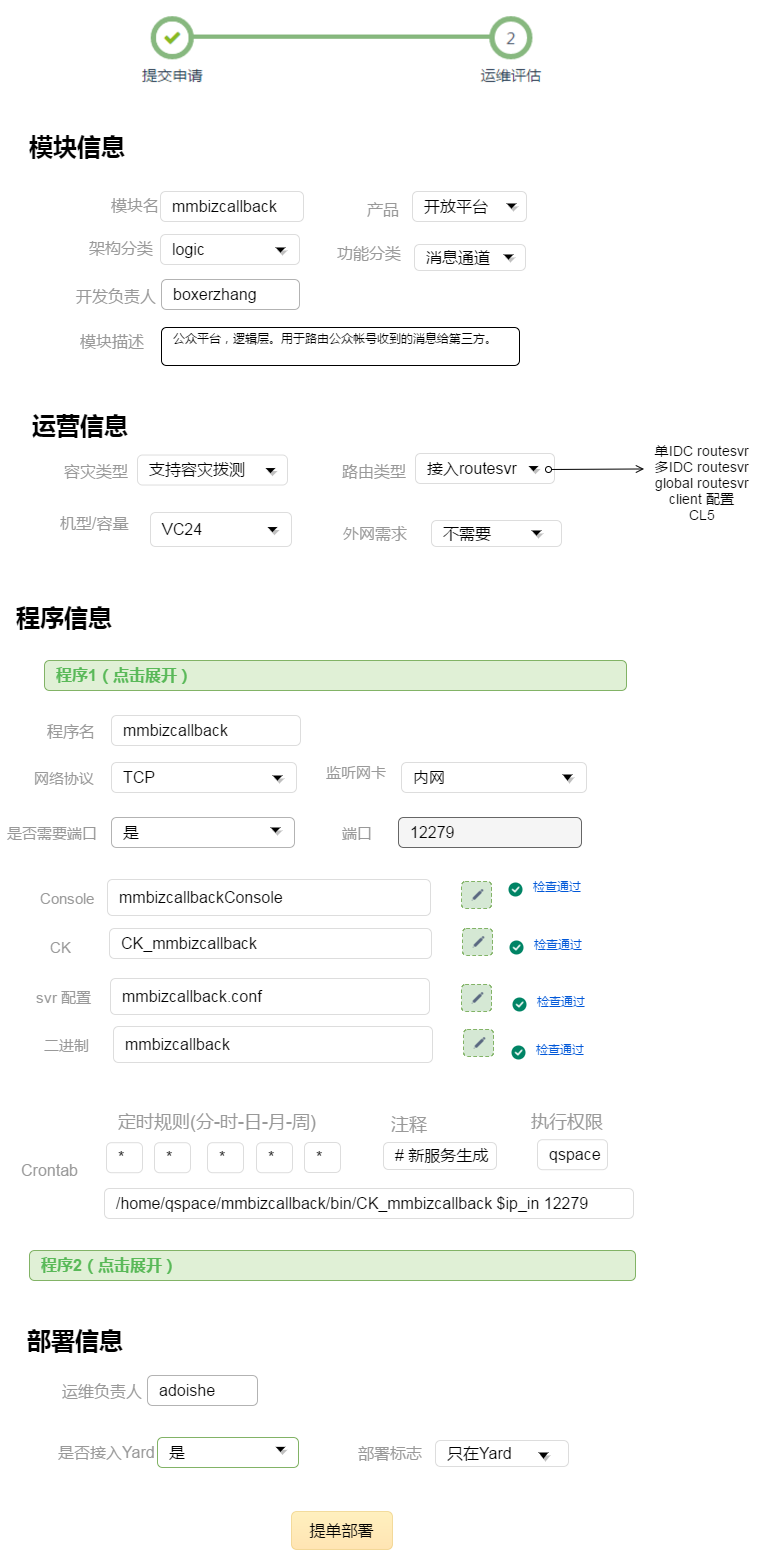 2
提交申请 运维评估
模块信息
模块名 mmbizcallback 产品 开放平台
架构分类 logic 功能分类 消息通道
开发负责人 boxerzhang
模块描述 公众平台，逻辑层。用于路由公众帐号收到的消息给第三方。
运营信息
容灾类型 支持容灾拨测 路由类型 接入routesvr
单IDC routesvr
多IDC routesvr
global routesvr
client 配置
CL5
机型/容量 VC24 外网需求 不需要
程序信息
程序1（点击展开）
程序名 mmbizcallback
网络协议 TCP 监听网卡 内网
是否需要端口 是 端口 12279
Console mmbizcallbackConsole 检查通过
CK CK_mmbizcallback 检查通过
svr 配置 mmbizcallback.conf 检查通过
二进制 mmbizcallback 检查通过
定时规则(分-时-日-月-周) 注释 执行权限
* * * * * # 新服务生成 qspace
Crontab
/home/qspace/mmbizcallback/bin/CK_mmbizcallback $ip_in 12279
程序2（点击展开）
部署信息
运维负责人 adoishe
是否接入Yard 是 部署标志 只在Yard
提单部署